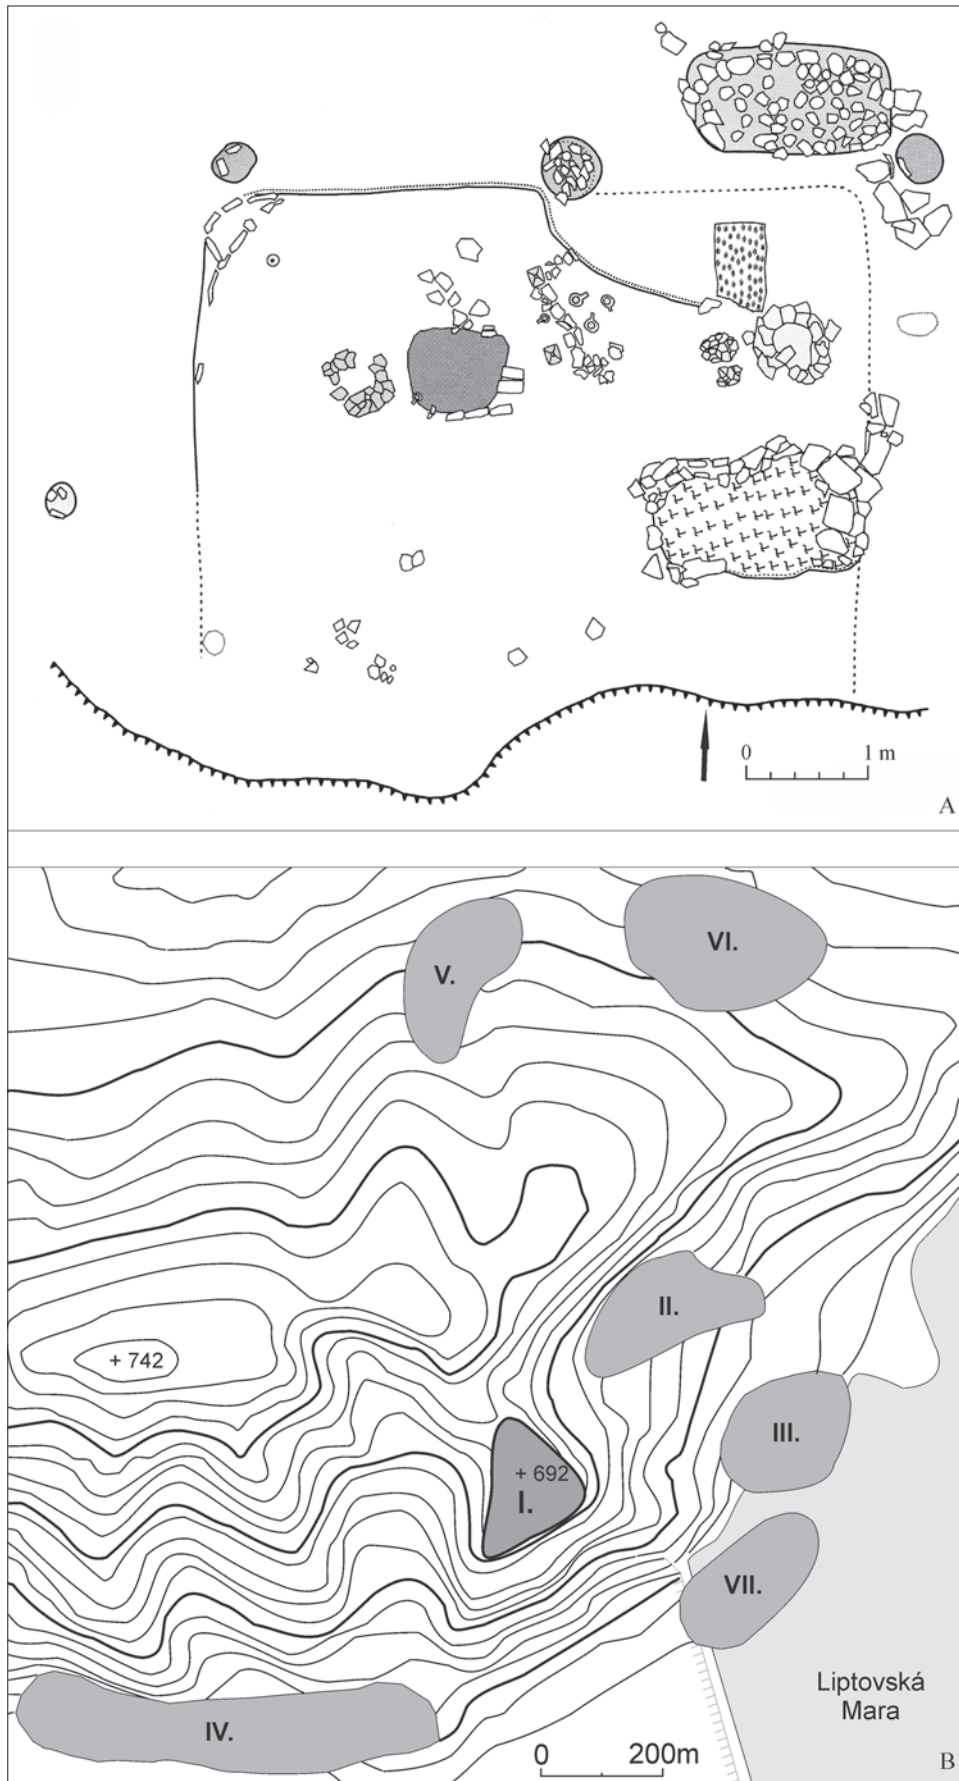 0 1 m
A
V.
VI.
II.
+ 742
III.
+ 692
I.
VII.
Liptovská
Mara
IV.
0 200m
B